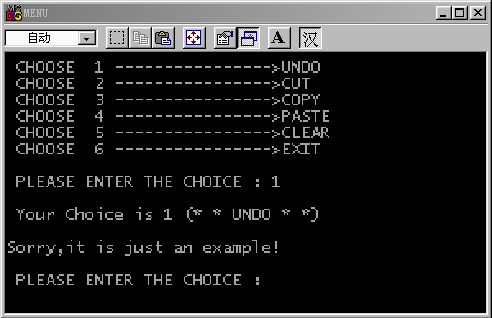 MENU
自动
A 汉
CHOOSE 1 ---------------->UNDO
CHOOSE 2 ---------------->CUT
CHOOSE 3 ---------------->COPY
CHOOSE 4 ---------------->PASTE
CHOOSE 5 ---------------->CLEAR
CHOOSE 6 ---------------->EXIT
PLEASE ENTER THE CHOICE : 1
Your Choice is 1 (* * UNDO * *)
Sorry,it is just an example!
PLEASE ENTER THE CHOICE :